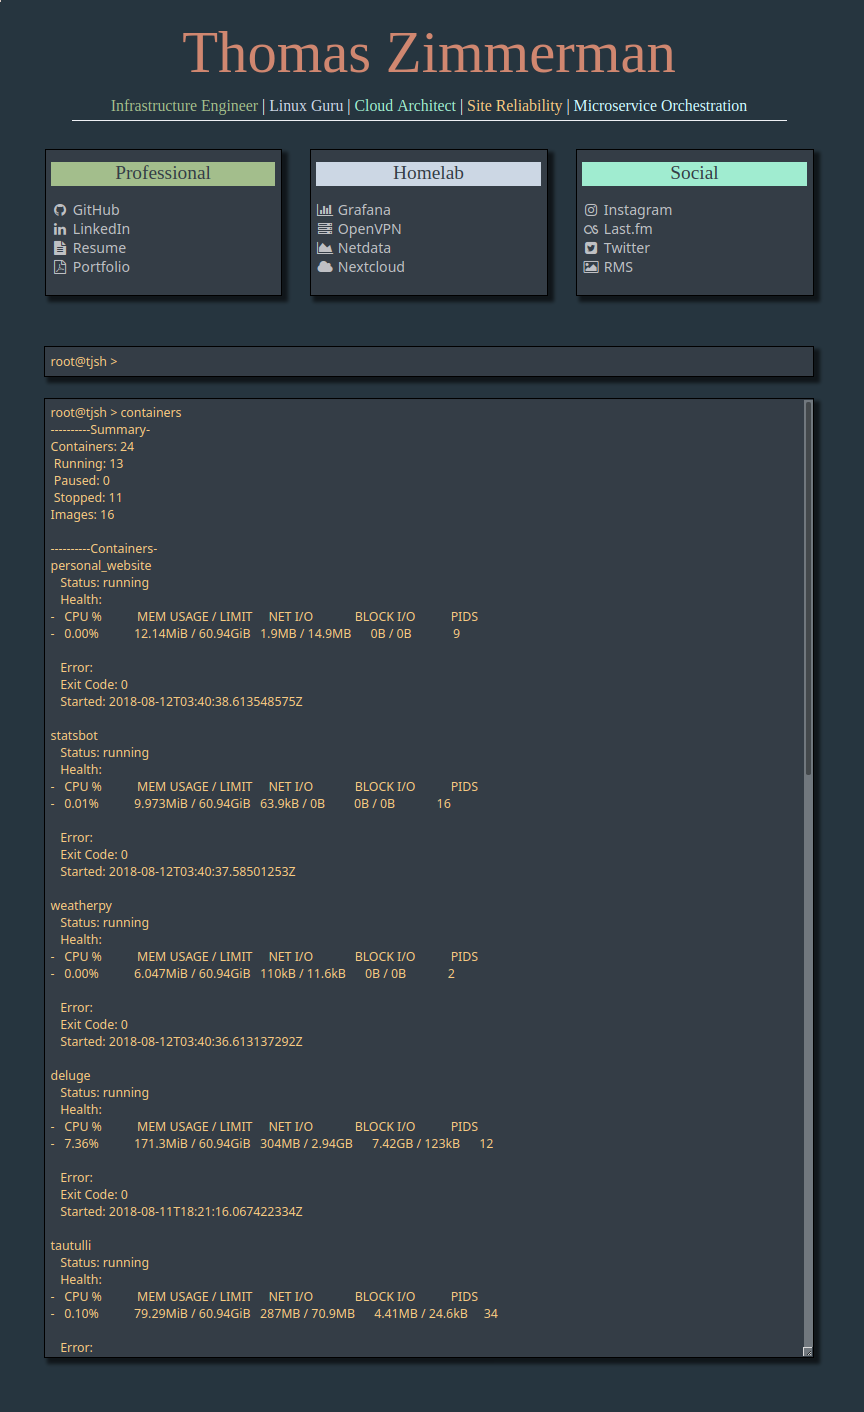 Thomas Zimmerman
Infrastructure Engineer | Linux Guru | Cloud Architect | Site Reliability | Microservice Orchestration
Professional
GitHub
LinkedIn
Resume
Portfolio
Homelab
Grafana
OpenVPN
Netdata
Nextcloud
Social
Instagram
Last.fm
Twitter
RMS
root@tjsh >
root@tjsh > containers
----------Summary-
Containers: 24
Running: 13
Paused: 0
Stopped: 11
Images: 16
----------Containers-
personal_website
Status: running
Health:
- CPU % MEM USAGE / LIMIT NET I/O BLOCK I/O PIDS
- 0.00% 12.14MiB / 60.94GiB 1.9MB / 14.9MB 0B / 0B 9
Error:
Exit Code: 0
Started: 2018-08-12T03:40:38.613548575Z
statsbot
Status: running
Health:
- CPU % MEM USAGE / LIMIT NET I/O BLOCK I/O PIDS
- 0.01% 9.973MiB / 60.94GiB 63.9kB / 0B 0B / 0B 16
Error:
Exit Code: 0
Started: 2018-08-12T03:40:37.58501253Z
weatherpy
Status: running
Health:
- CPU % MEM USAGE / LIMIT NET I/O BLOCK I/O PIDS
- 0.00% 6.047MiB / 60.94GiB 110kB / 11.6kB 0B / 0B 2
Error:
Exit Code: 0
Started: 2018-08-12T03:40:36.613137292Z
deluge
Status: running
Health:
- CPU % MEM USAGE / LIMIT NET I/O BLOCK I/O PIDS
- 7.36% 171.3MiB / 60.94GiB 304MB / 2.94GB 7.42GB / 123kB 12
Error:
Exit Code: 0
Started: 2018-08-11T18:21:16.067422334Z
tautulli
Status: running
Health:
- CPU % MEM USAGE / LIMIT NET I/O BLOCK I/O PIDS
- 0.10% 79.29MiB / 60.94GiB 287MB / 70.9MB 4.41MB / 24.6kB 34
Error: